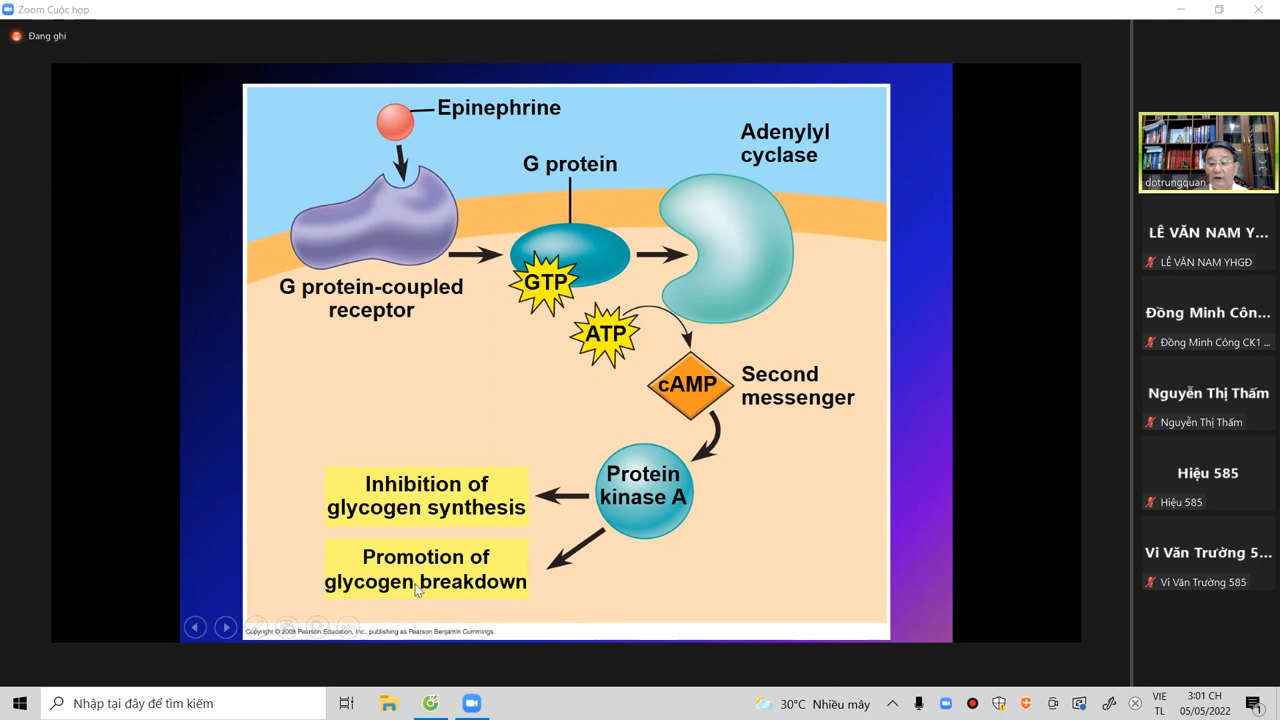 Zoom Cuộc họp
Đang ghi
Epinephrine
Adenylyl
cyclase
G protein
GTP
G protein-coupled
receptor
ATP
cAMP
Second
messenger
Protein
kinase A
Inhibition of
glycogen synthesis
Promotion of
glycogen breakdown
Copyright © 2008 Pearson Education, Inc., publishing as Pearson Benjamin Cummings.
dotrungquan
LÊ VĂN NAM Y...
LÊ VĂN NAM YHGĐ
Đồng Minh Côn...
Đồng Minh Công CK1 ...
Nguyễn Thị Thấm
Nguyễn Thị Thấm
Hiệu 585
Hiệu 585
Vi Văn Trường 5...
Vi Văn Trường 585
Nhập tại đây để tìm kiếm
30°C Nhiều mây
VIE
TL
3:01 CH
05/05/2022
1